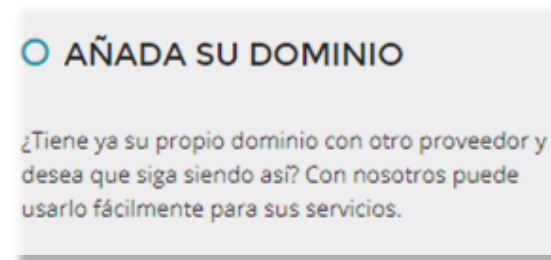 AÑADA SU DOMINIO
¿Tiene ya su propio dominio con otro proveedor y
desea que siga siendo así? Con nosotros puede
usarlo fácilmente para sus servicios.